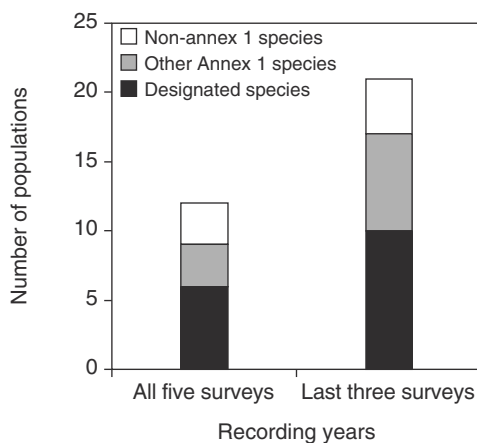 25
20
15
10
5
0
Number of populations
Non-annex 1 species
Other Annex 1 species
Designated species
All five surveys
Last three surveys
Recording years